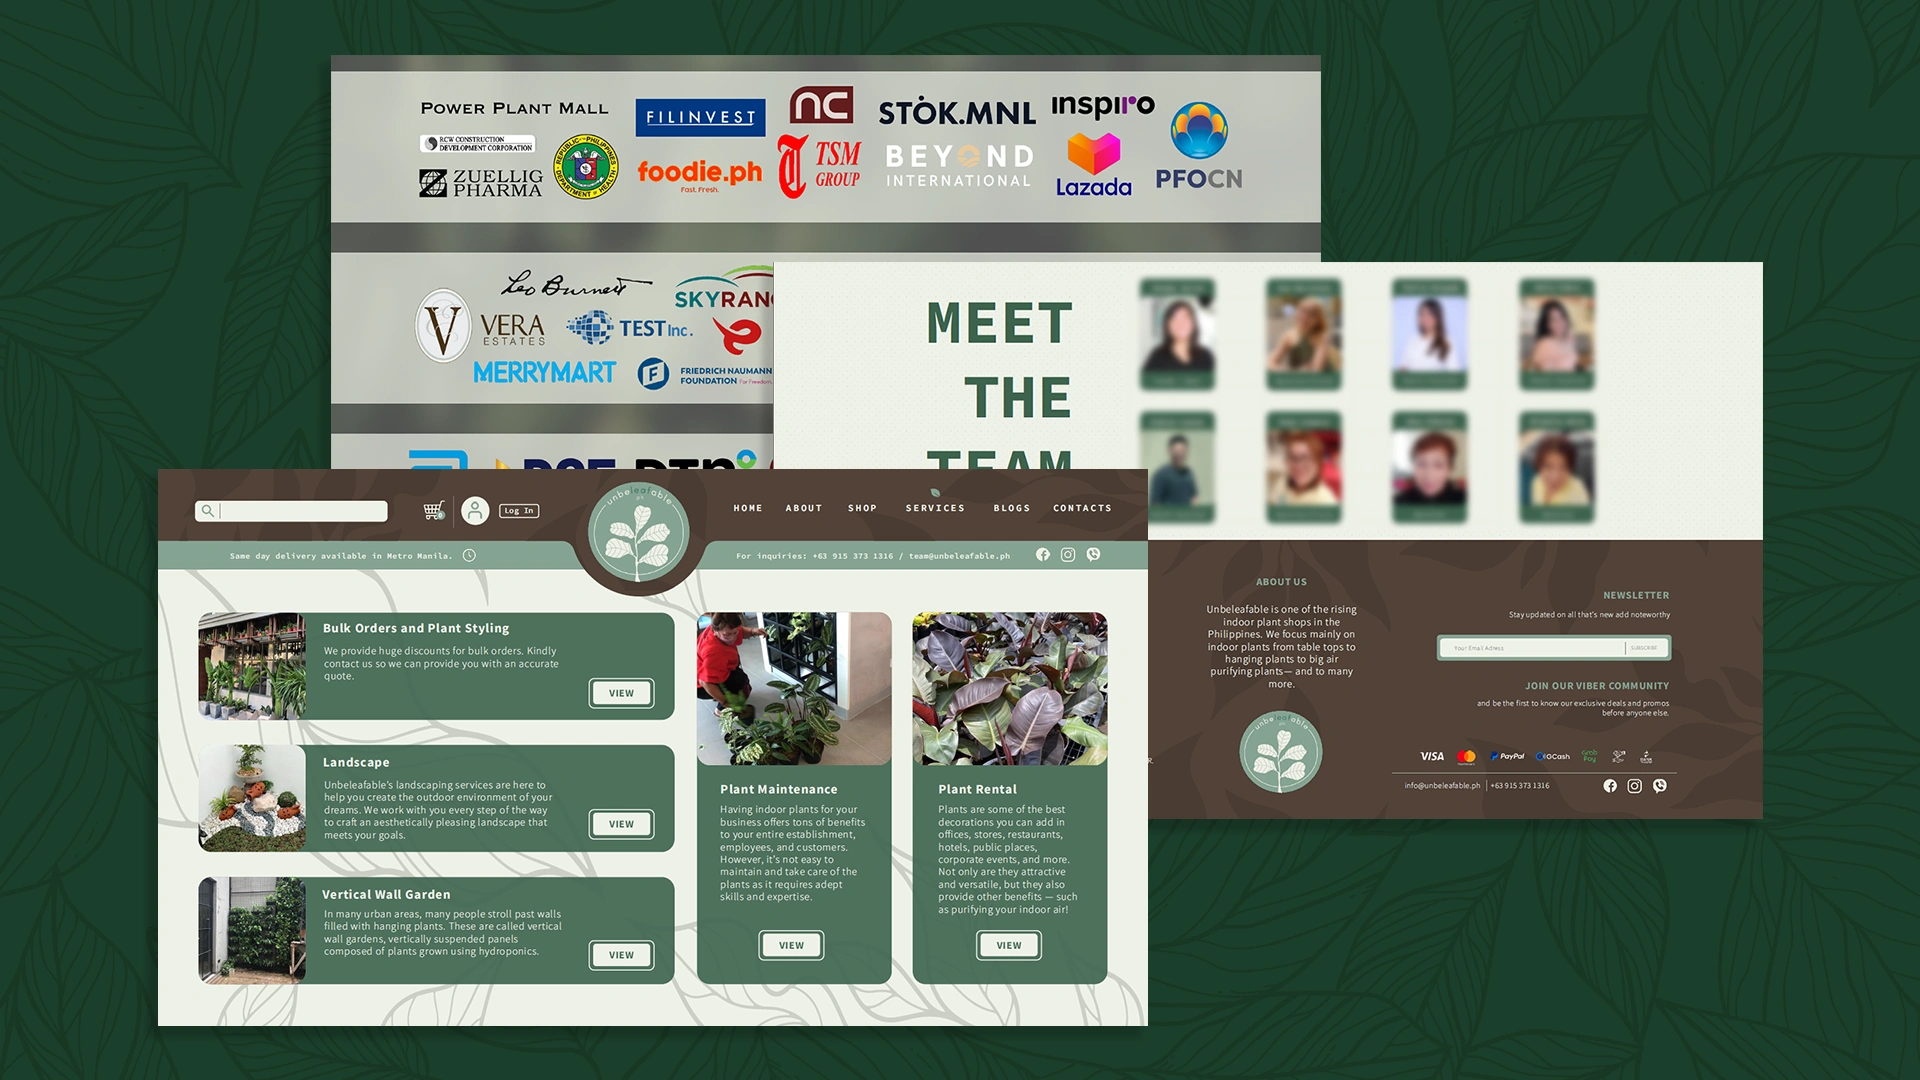 POWER PLANT MALL
RCW CONSTRUCTION
DEVELOPMENT CORPORATION
ZUELLIG
PHARMA
REPUBLIC OF THE PHILIPPINES
DEPARTMENT OF HEALTH
FILINVEST
foodie.ph
Fast. Fresh.
nc
TSM
GROUP
STÒK.MNL
BEYOND
INTERNATIONAL
inspiro
Lazada
PFOCN
Leo Burnett
V
VERA
ESTATES
SKYRANG
TEST Inc.
MERRYMART
F
FRIEDRICH NAUMANN
FOUNDATION For Freedom.
MEET
THE
TEAM
0
Log In
unbeleafable
HOME ABOUT SHOP SERVICES BLOGS CONTACTS
Same day delivery available in Metro Manila.
For inquiries: +63 915 373 1316 / team@unbeleafable.ph
Bulk Orders and Plant Styling
We provide huge discounts for bulk orders. Kindly
contact us so we can provide you with an accurate
quote.
VIEW
Landscape
Unbeleafable's landscaping services are here to
help you create the outdoor environment of your
dreams. We work with you every step of the way
to craft an aesthetically pleasing landscape that
meets your goals.
VIEW
Vertical Wall Garden
In many urban areas, many people stroll past walls
filled with hanging plants. These are called vertical
wall gardens, vertically suspended panels
composed of plants grown using hydroponics.
VIEW
Plant Maintenance
Having indoor plants for your
business offers tons of benefits
to your entire establishment,
employees, and customers.
However, it's not easy to
maintain and take care of the
plants as it requires adept
skills and expertise.
VIEW
Plant Rental
Plants are some of the best
decorations you can add in
offices, stores, restaurants,
hotels, public places,
corporate events, and more.
Not only are they attractive
and versatile, but they also
provide other benefits — such
as purifying your indoor air!
VIEW
R.
ABOUT US
Unbeleafable is one of the rising
indoor plant shops in the
Philippines. We focus mainly on
indoor plants from table tops to
hanging plants to big air
purifying plants— and to many
more.
unbeleafable
NEWSLETTER
Stay updated on all that's new add noteworthy
Your Email Adress
SUBSCRIBE
JOIN OUR VIBER COMMUNITY
and be the first to know our exclusive deals and promos
before anyone else.
VISA PayPal GCash Grab Pay
info@unbeleafable.ph +63 915 373 1316